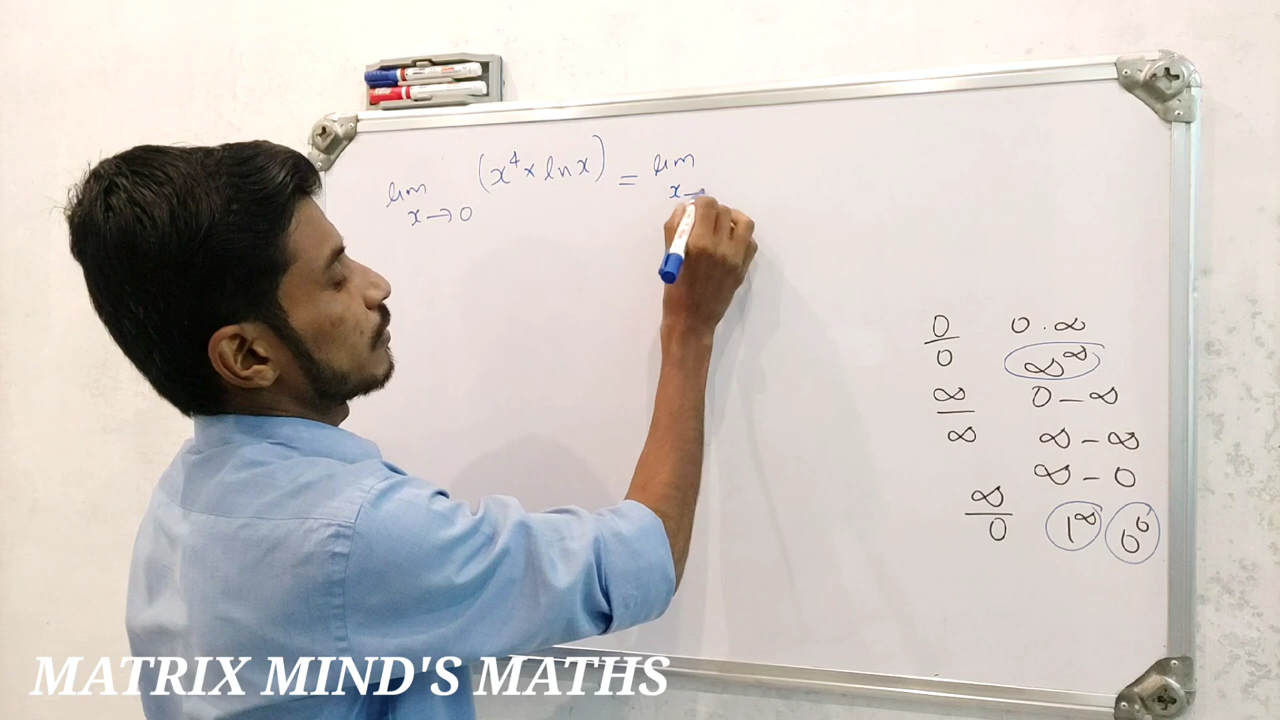 lim (x⁴ × ln x) = lim
x→0 x→
0/0 0.∞
∞^∞
∞/∞ 0 - ∞
∞ - ∞
∞ - 0
∞/0 1^∞ 0^0
MATRIX MIND'S MATHS